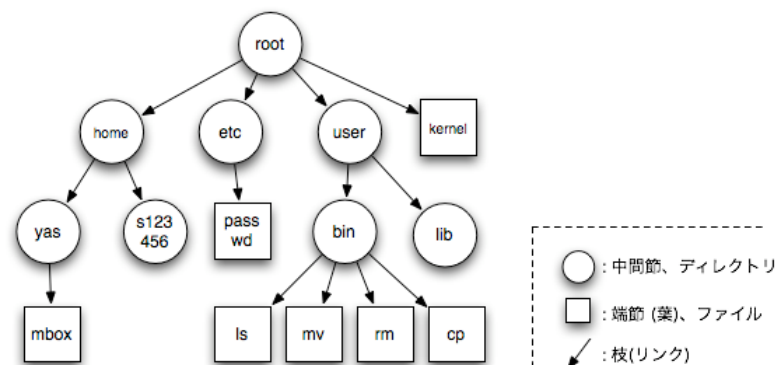 root
home
etc
user
kernel
yas
s123
456
pass
wd
bin
lib
mbox
ls
mv
rm
cp
: 中間節、ディレクトリ
: 端節 (葉)、ファイル
: 枝(リンク)